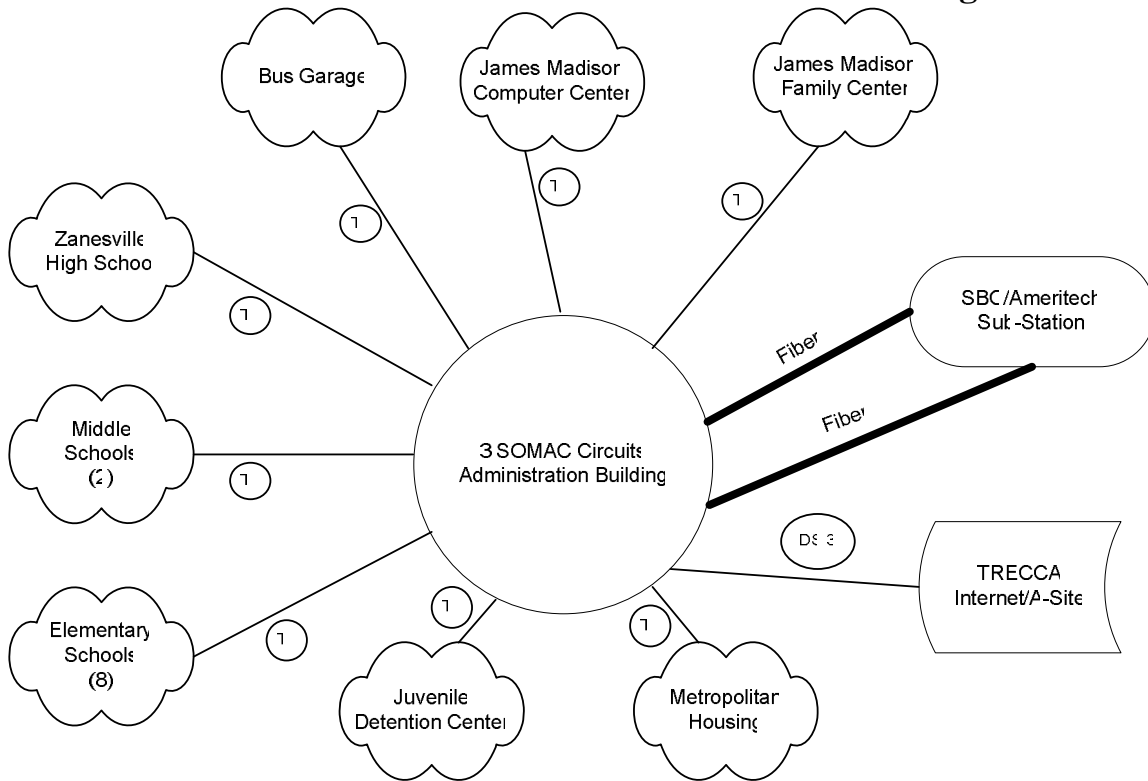 Bus Garage
James Madison
Computer Center
James Madison
Family Center
Zanesville
High School
SBC/Ameritech
Sub-Station
Fiber
Fiber
Middle
Schools
(2)
3 SOMAC Circuits
Administration Building
DS 3
TRECCA
Internet/A-Site
Elementary
Schools
(8)
Juvenile
Detention Center
Metropolitan
Housing